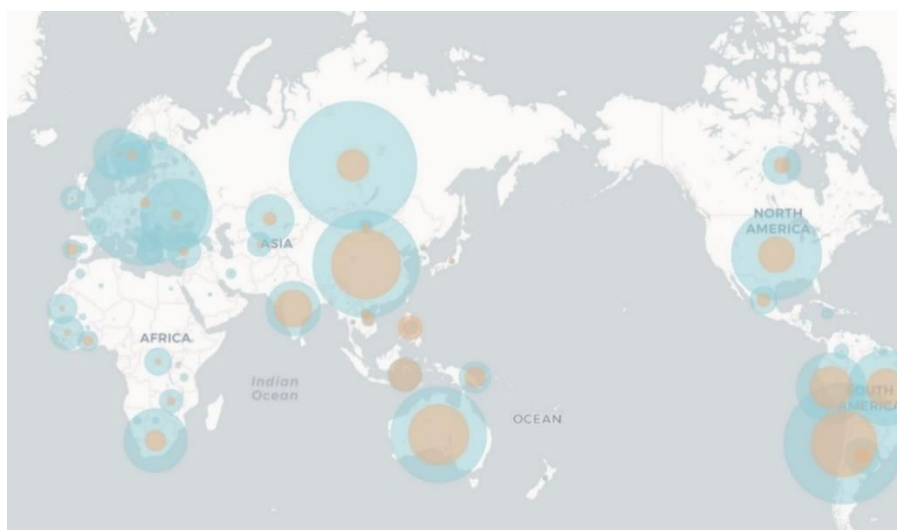 NORTH
AMERICA
ASIA
AFRICA
Indian
Ocean
SOUTH
AMERICA
OCEAN